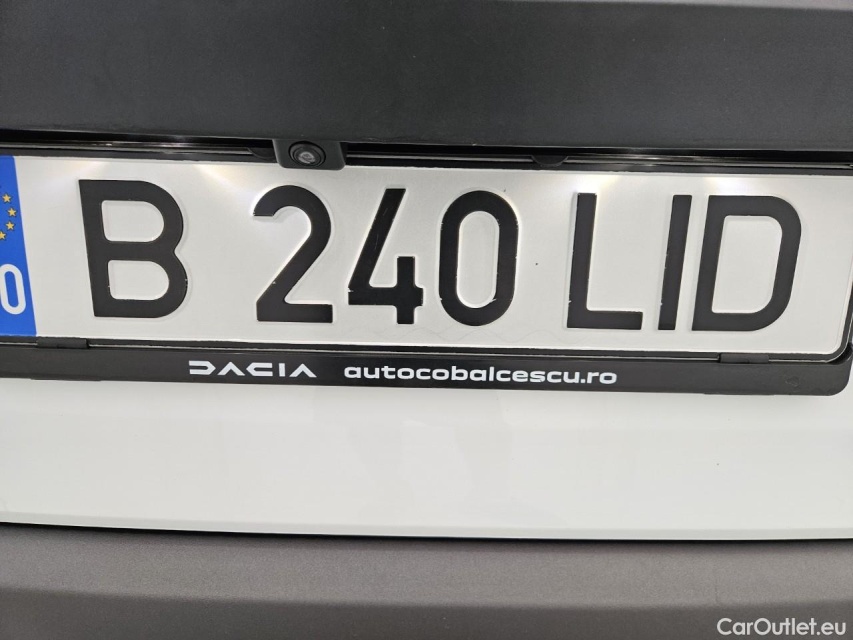 O B 240 LID
DACIA autocobalcescu.ro
CarOutlet.eu